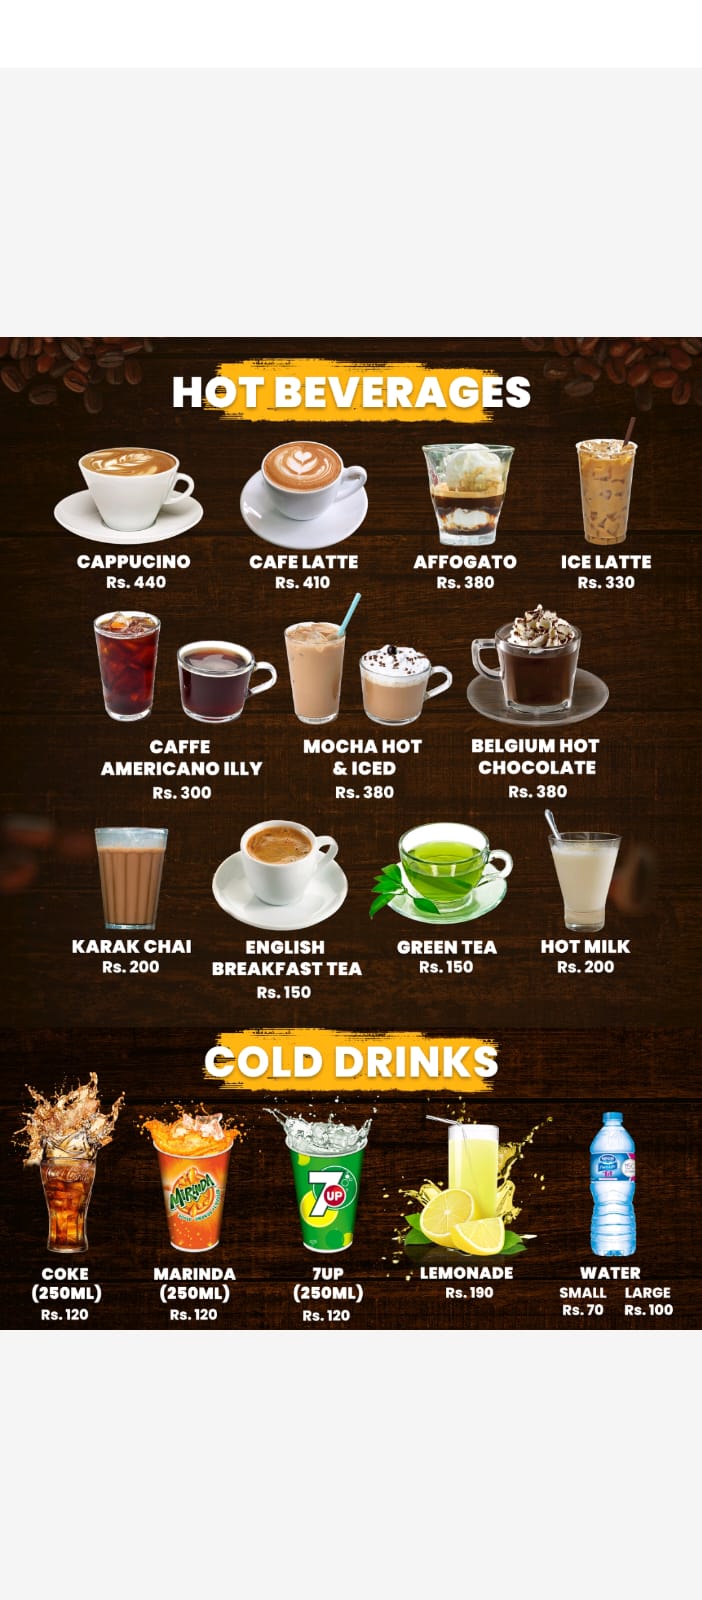 HOT BEVERAGES
CAPPUCINO
Rs. 440
CAFE LATTE
Rs. 410
AFFOGATO
Rs. 380
ICE LATTE
Rs. 330
CAFFE
AMERICANO ILLY
Rs. 300
MOCHA HOT
& ICED
Rs. 380
BELGIUM HOT
CHOCOLATE
Rs. 380
KARAK CHAI
Rs. 200
ENGLISH
BREAKFAST TEA
Rs. 150
GREEN TEA
Rs. 150
HOT MILK
Rs. 200
COLD DRINKS
MiRiNDA
7
UP
COKE
(250ML)
Rs. 120
MARINDA
(250ML)
Rs. 120
7UP
(250ML)
Rs. 120
LEMONADE
Rs. 190
WATER
SMALL LARGE
Rs. 70 Rs. 100